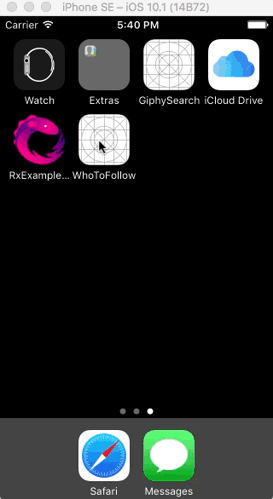 iPhone SE – iOS 10.1 (14B72)
Carrier 5:40 PM
Watch Extras GiphySearch iCloud Drive
RxExample... WhoToFollow
Safari Messages